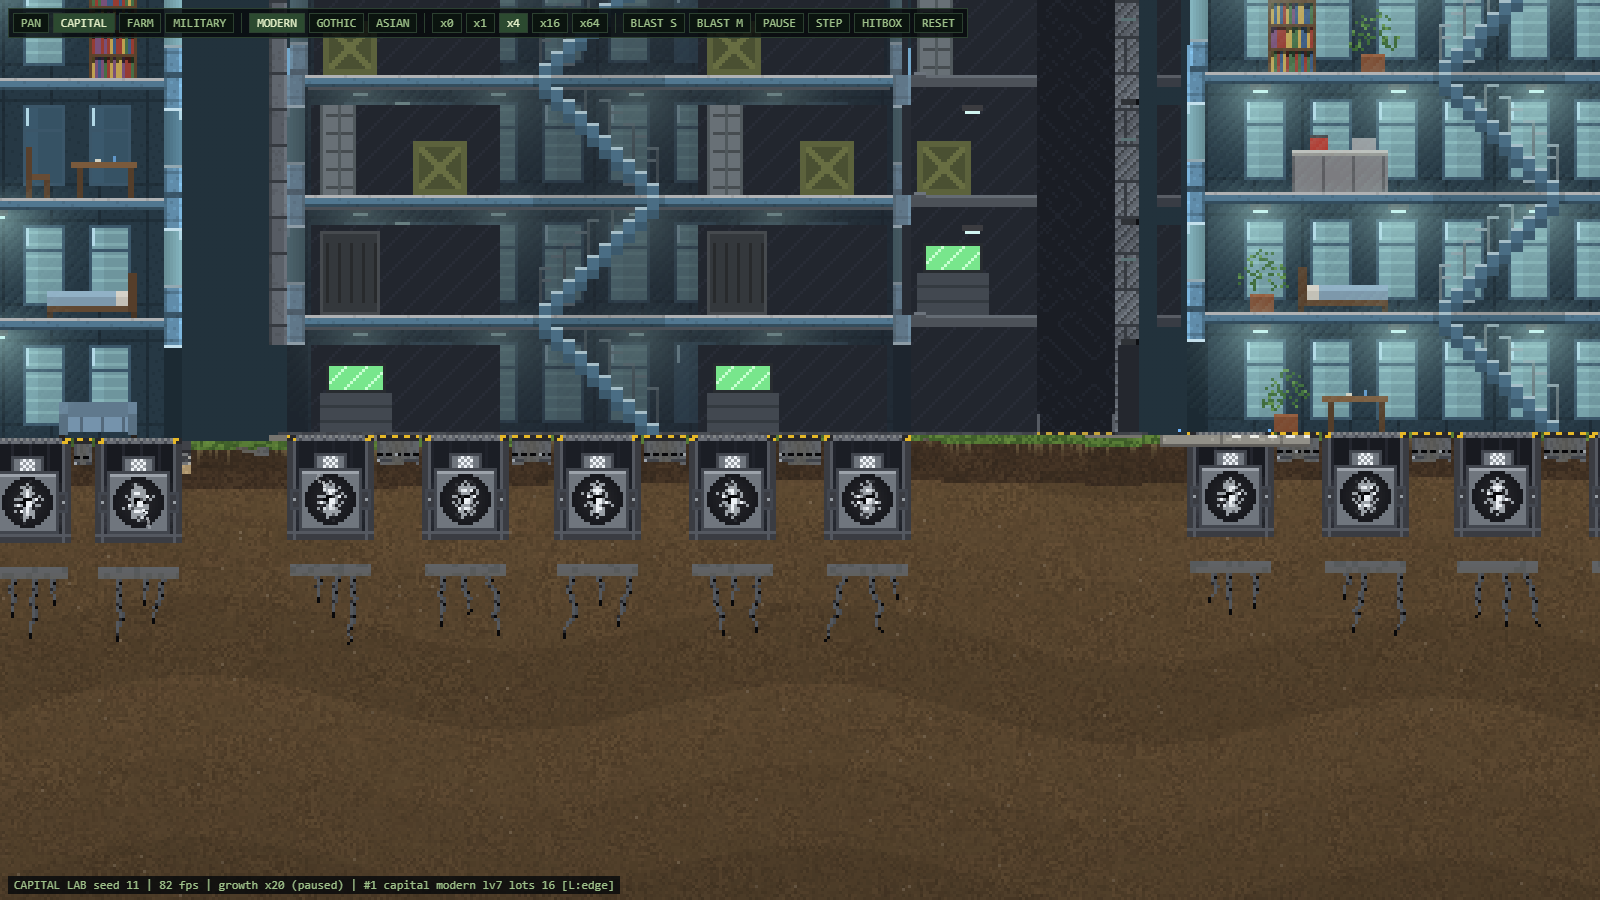 PAN CAPITAL FARM MILITARY MODERN GOTHIC ASIAN x0 x1 x4 x16 x64 BLAST S BLAST M PAUSE STEP HITBOX RESET
CAPITAL LAB seed 11 | 82 fps | growth x20 (paused) | #1 capital modern lv7 lots 16 [L:edge]